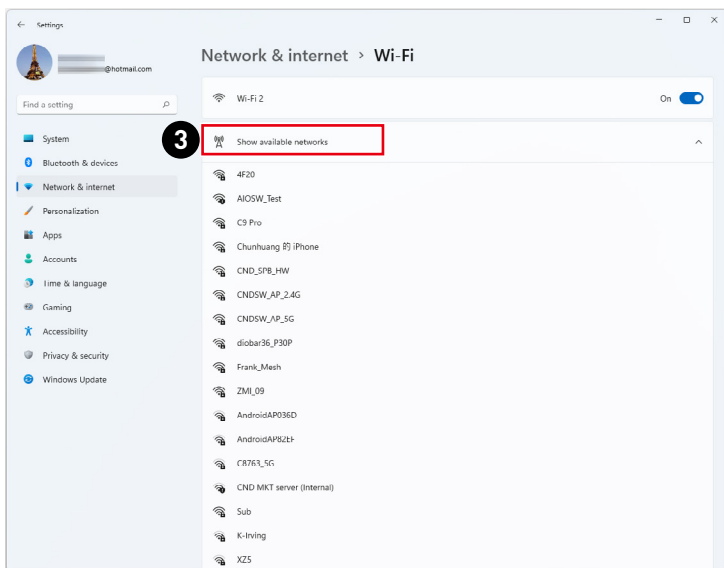 Settings
Network & internet > Wi-Fi
@hotmail.com
Find a setting
System
Bluetooth & devices
Network & internet
Personalization
Apps
Accounts
Time & language
Gaming
Accessibility
Privacy & security
Windows Update
Wi-Fi 2
On
3
Show available networks
4F20
AIOSW_Test
C9 Pro
Chunhuang 的 iPhone
CND_SPB_HW
CNDSW_AP_2.4G
CNDSW_AP_5G
diobar36_P30P
Frank_Mesh
ZMI_09
AndroidAP036D
AndroidAP82EF
C8763_5G
CND MKT server (Internal)
Sub
K-Irving
XZ5